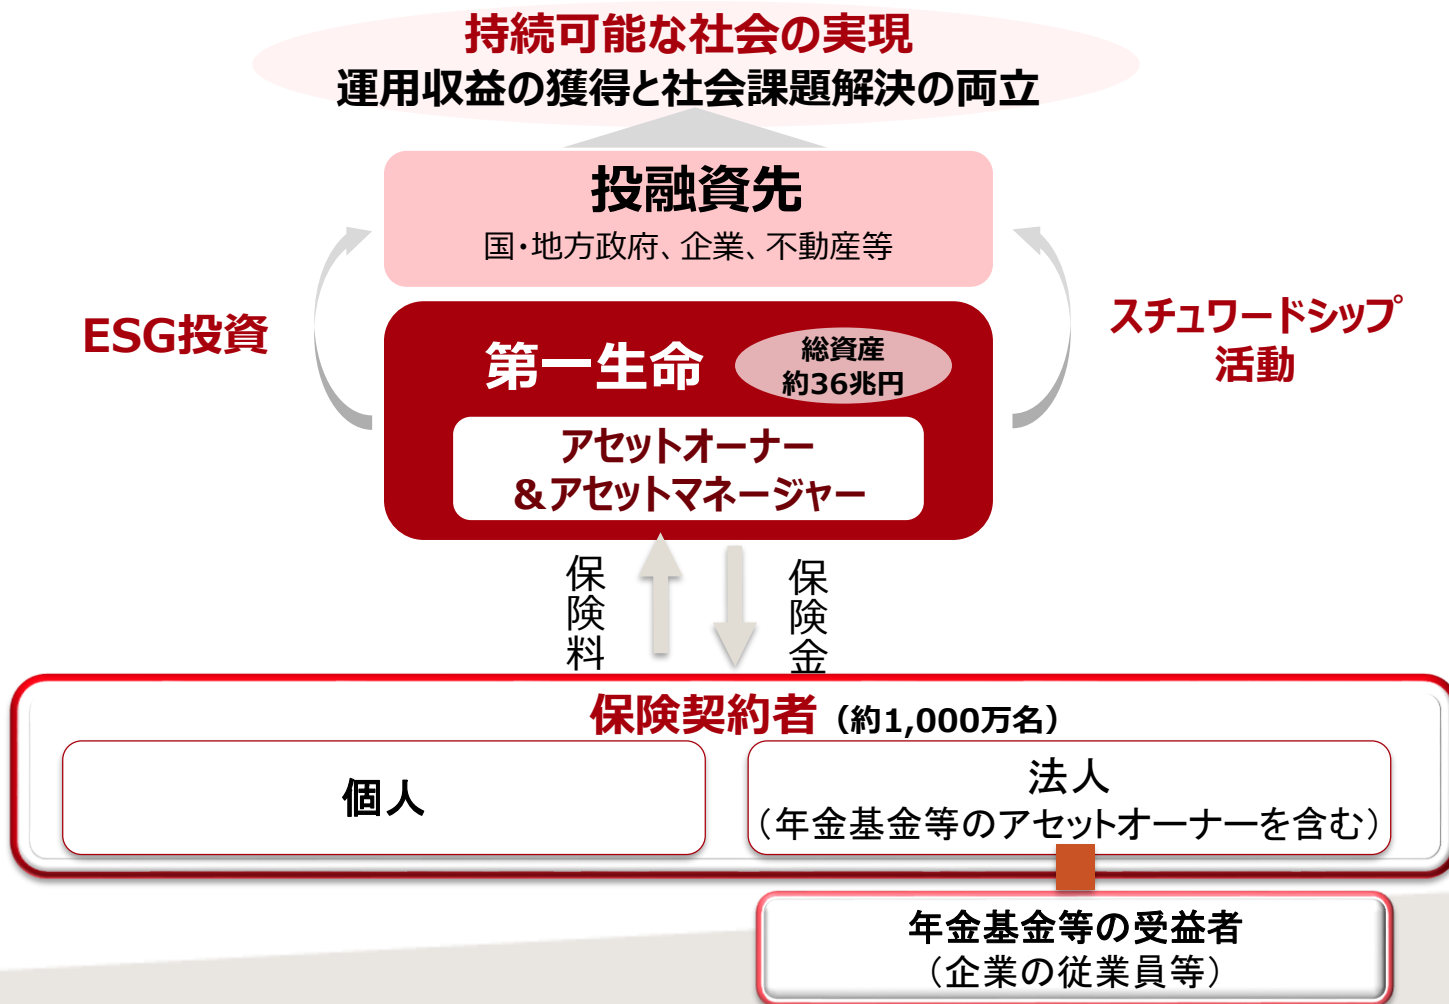 持続可能な社会の実現
運用収益の獲得と社会課題解決の両立
投融資先
国・地方政府、企業、不動産等
ESG投資
スチュワードシップ
活動
第一生命
総資産
約36兆円
アセットオーナー
&アセットマネージャー
保険料
保険金
保険契約者（約1,000万名）
個人
法人
（年金基金等のアセットオーナーを含む）
年金基金等の受益者
（企業の従業員等）